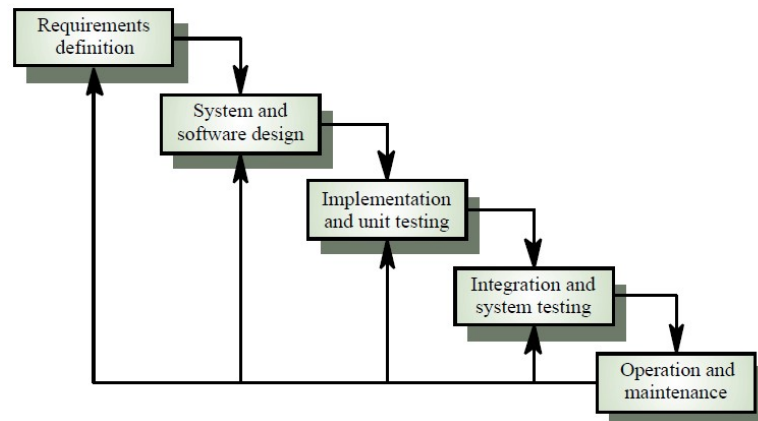 Requirements
definition
System and
software design
Implementation
and unit testing
Integration and
system testing
Operation and
maintenance